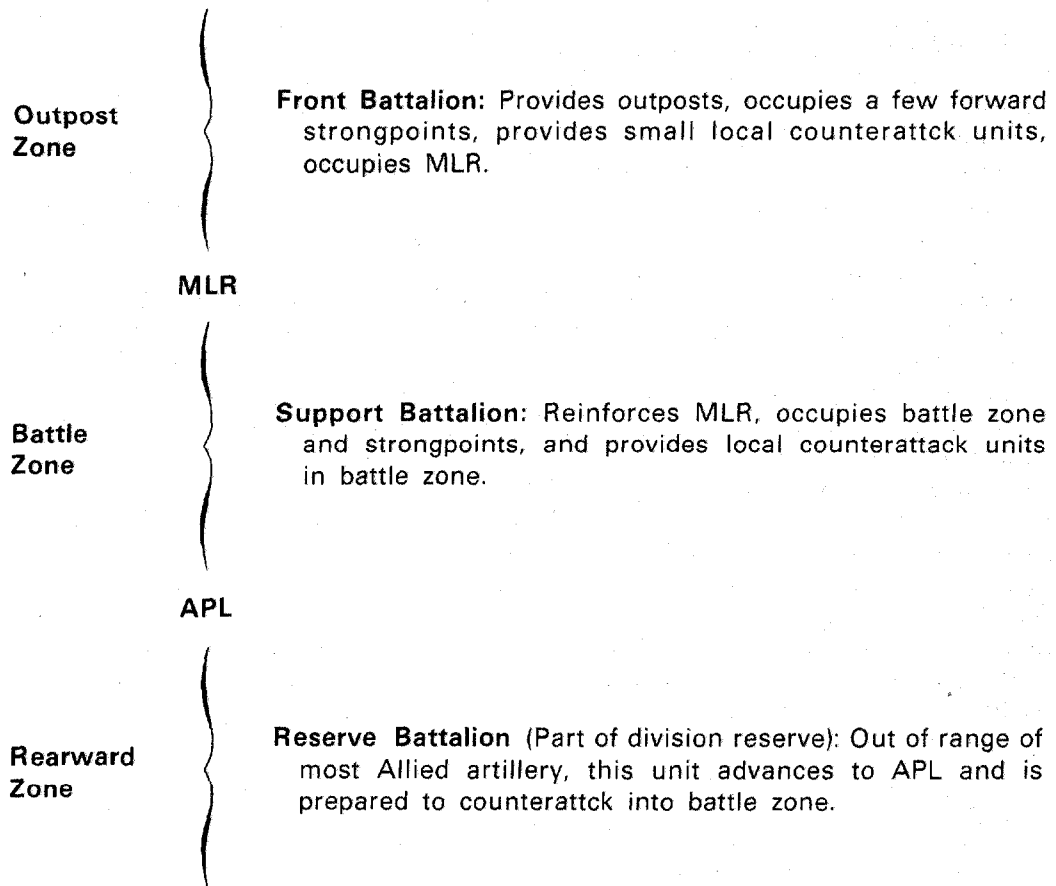 Outpost
Zone
Front Battalion: Provides outposts, occupies a few forward
strongpoints, provides small local counterattck units,
occupies MLR.
MLR
Battle
Zone
Support Battalion: Reinforces MLR, occupies battle zone
and strongpoints, and provides local counterattack units
in battle zone.
APL
Rearward
Zone
Reserve Battalion (Part of division reserve): Out of range of
most Allied artillery, this unit advances to APL and is
prepared to counterattck into battle zone.